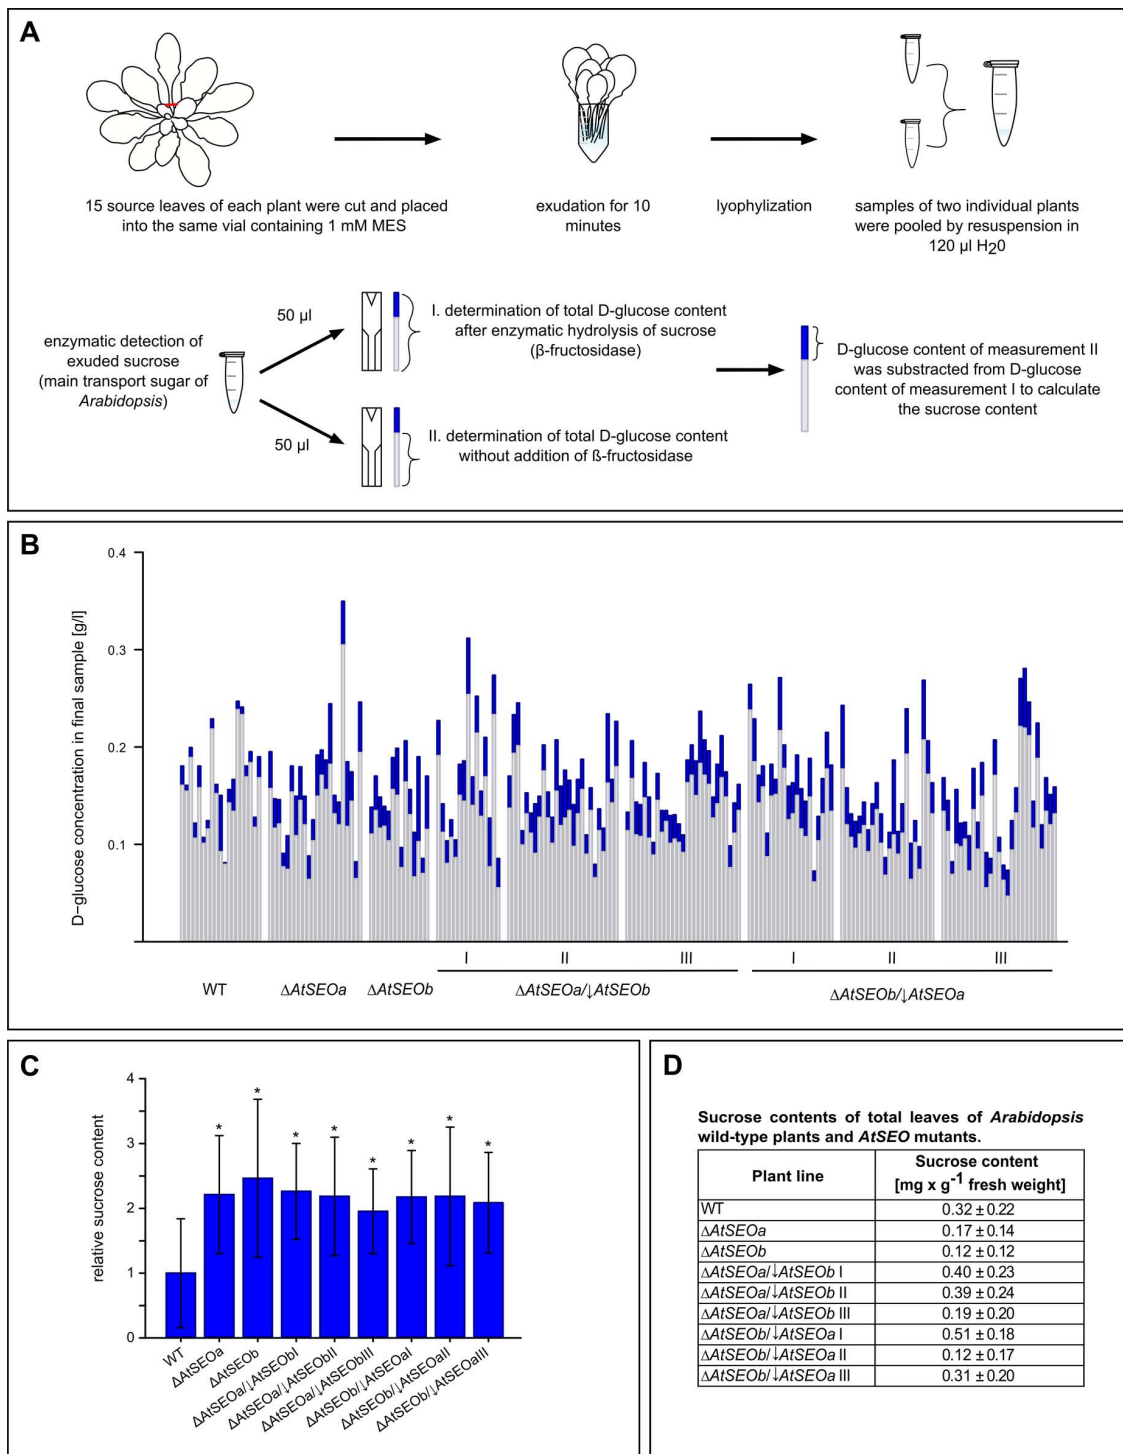 A
15 source leaves of each plant were cut and placed
into the same vial containing 1 mM MES
exudation for 10
minutes
lyophylization
samples of two individual plants
were pooled by resuspension in
120 µl H20
enzymatic detection of
exuded sucrose
(main transport sugar of
Arabidopsis)
50 µl
50 µl
I. determination of total D-glucose content
after enzymatic hydrolysis of sucrose
(β-fructosidase)
II. determination of total D-glucose content
without addition of ß-fructosidase
D-glucose content of measurement II
was substracted from D-glucose
content of measurement I to calculate
the sucrose content
B
D−glucose concentration in final sample [g/l]
0.4
0.3
0.2
0.1
I II III I II III
WT ΔAtSEOa ΔAtSEOb ΔAtSEOa/↓AtSEOb ΔAtSEOb/↓AtSEOa
C
relative sucrose content
4
3
2
1
0
* * * * * * * *
WT
ΔAtSEOa
ΔAtSEOb
ΔAtSEOa/↓AtSEObI
ΔAtSEOa/↓AtSEObII
ΔAtSEOa/↓AtSEObIII
ΔAtSEOb/↓AtSEOaI
ΔAtSEOb/↓AtSEOaII
ΔAtSEOb/↓AtSEOaIII
D
Sucrose contents of total leaves of Arabidopsis
wild-type plants and AtSEO mutants.
Plant line Sucrose content
[mg x g-1 fresh weight]
WT 0.32 ± 0.22
ΔAtSEOa 0.17 ± 0.14
ΔAtSEOb 0.12 ± 0.12
ΔAtSEOa/↓AtSEOb I 0.40 ± 0.23
ΔAtSEOa/↓AtSEOb II 0.39 ± 0.24
ΔAtSEOa/↓AtSEOb III 0.19 ± 0.20
ΔAtSEOb/↓AtSEOa I 0.51 ± 0.18
ΔAtSEOb/↓AtSEOa II 0.12 ± 0.17
ΔAtSEOb/↓AtSEOa III 0.31 ± 0.20